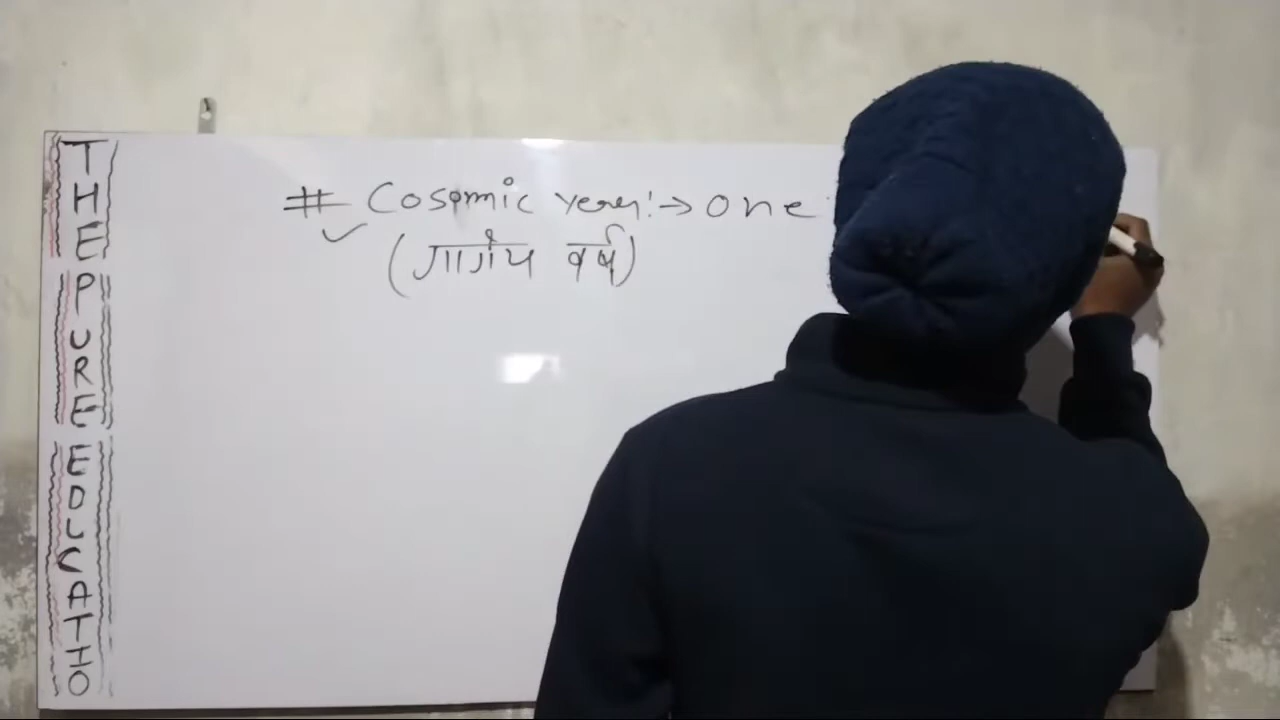 THE PURE EDUCATIO
# Cosmic year:→ one
(गागेय वर्ष)